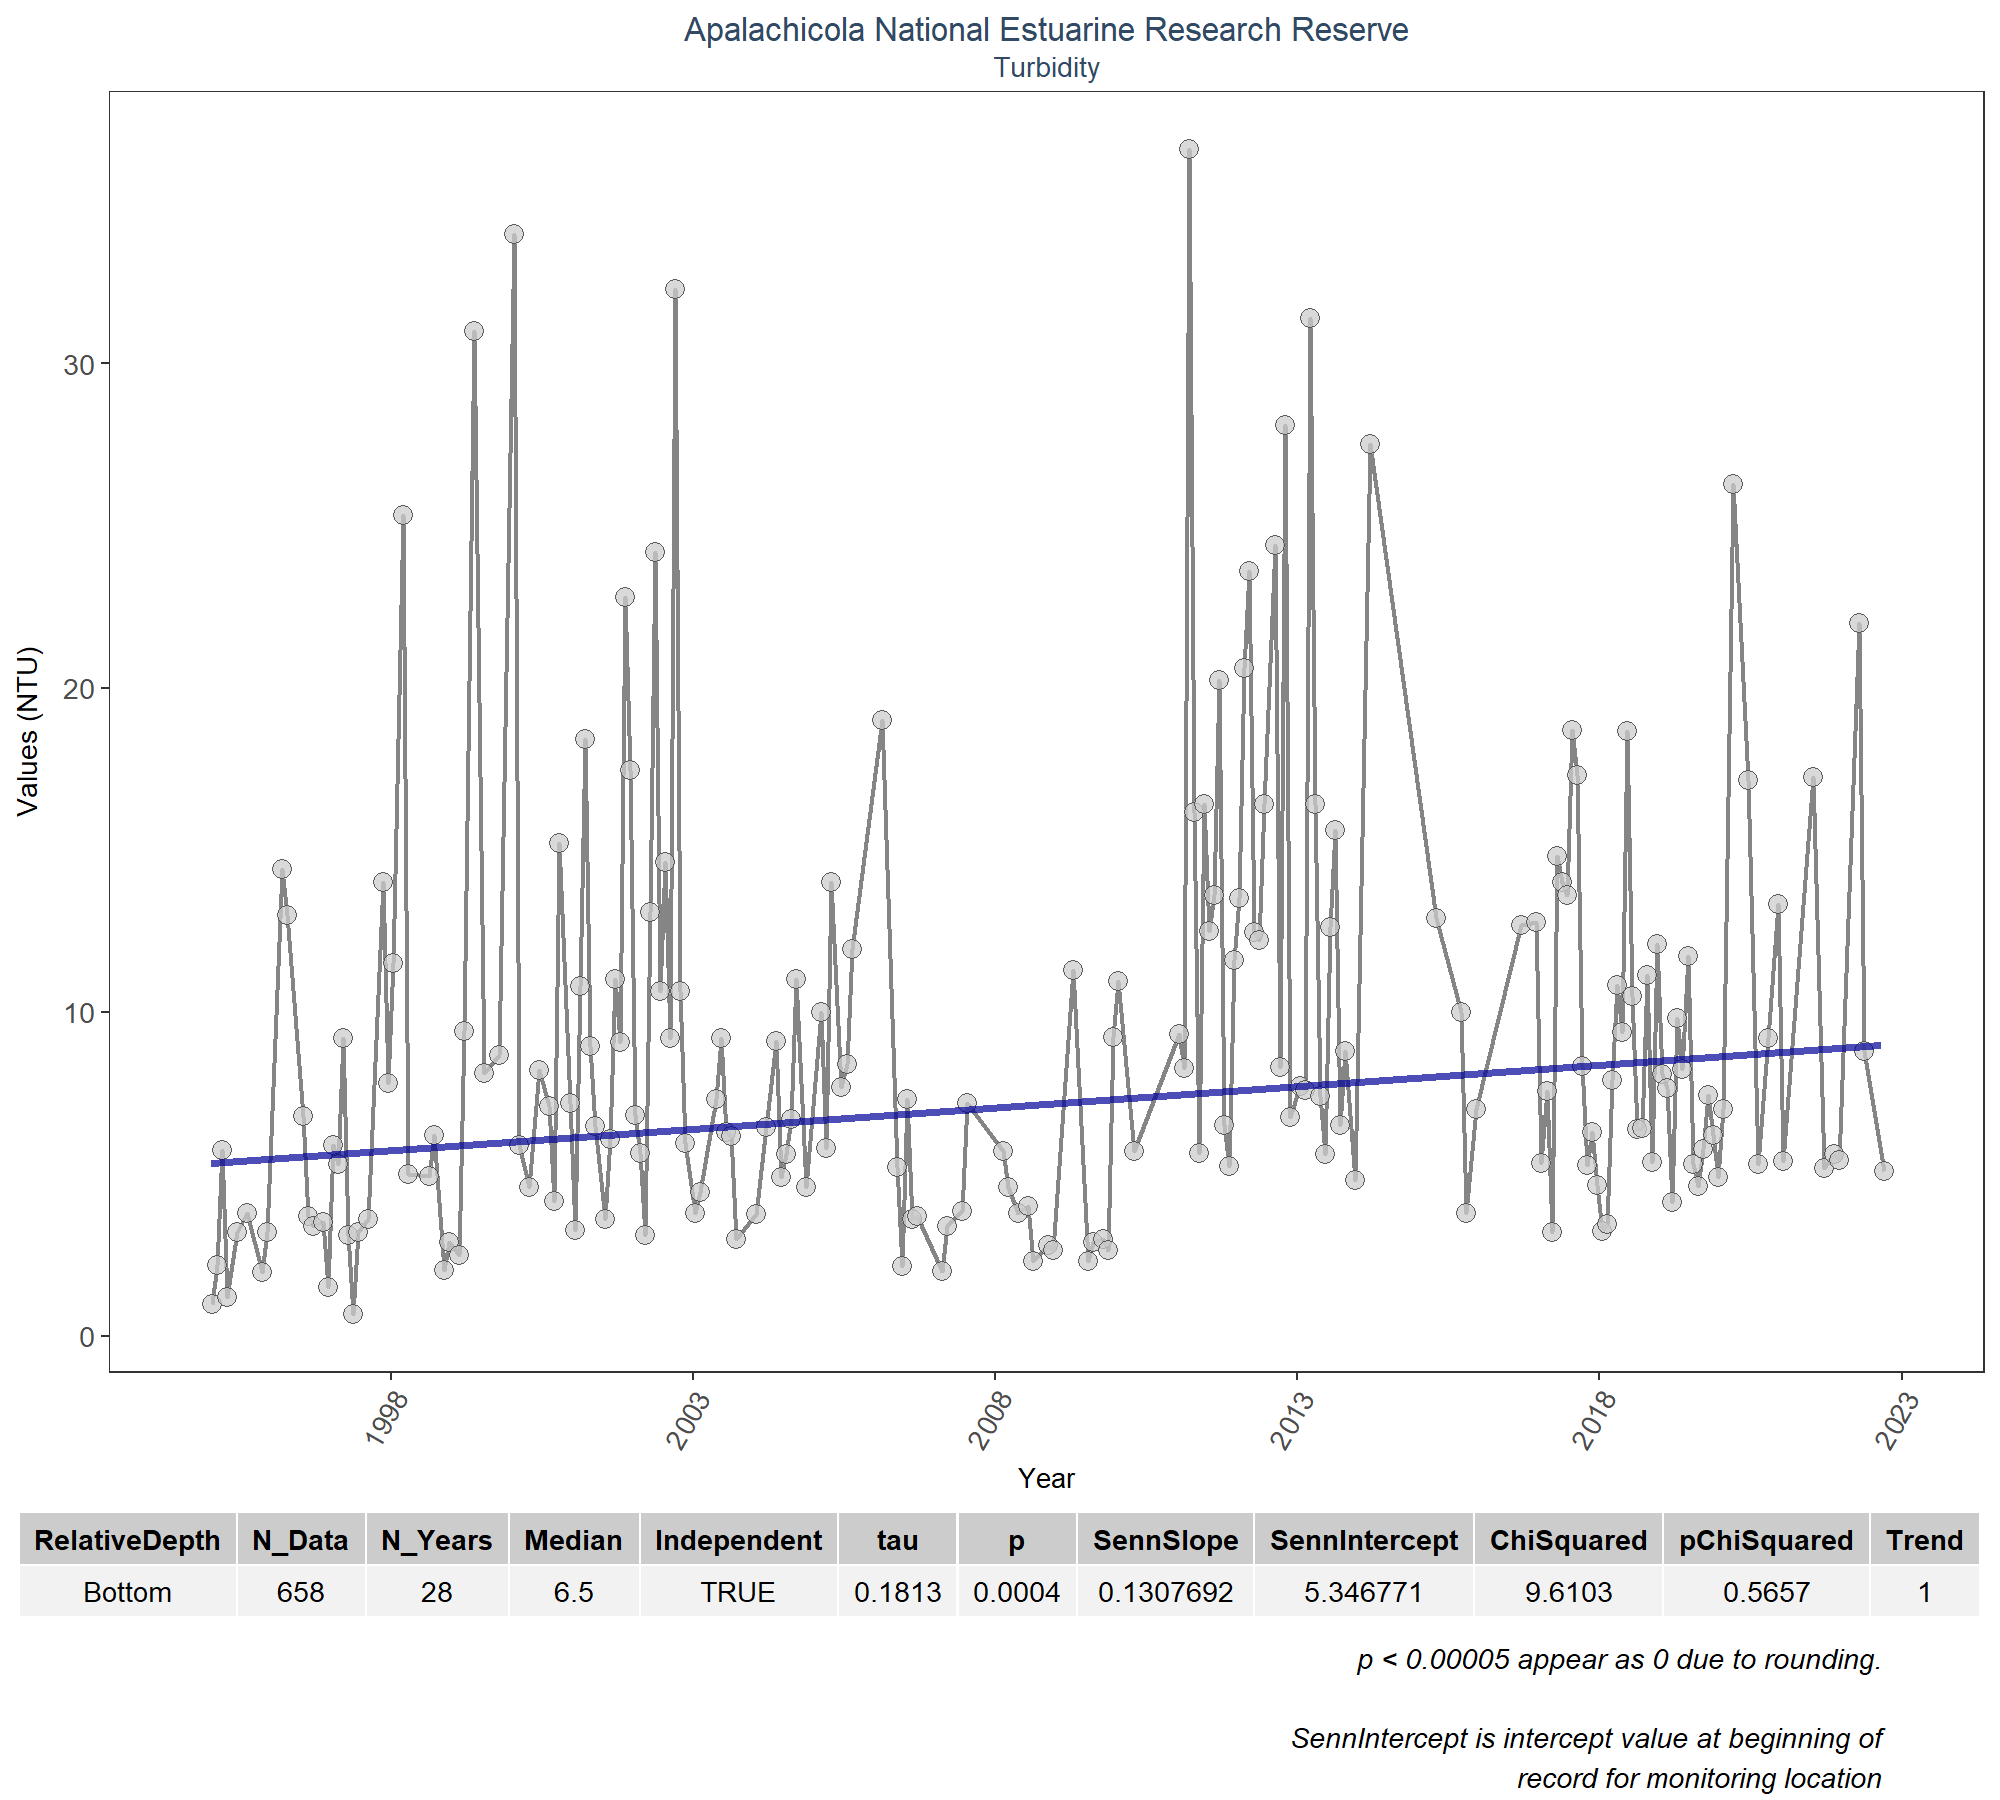 Apalachicola National Estuarine Research Reserve
Turbidity
Values (NTU)
30
20
10
0
1998 2003 2008 2013 2018 2023
Year
RelativeDepth N_Data N_Years Median Independent tau p SennSlope SennIntercept ChiSquared pChiSquared Trend
Bottom 658 28 6.5 TRUE 0.1813 0.0004 0.1307692 5.346771 9.6103 0.5657 1
p < 0.00005 appear as 0 due to rounding.
SennIntercept is intercept value at beginning of
record for monitoring location